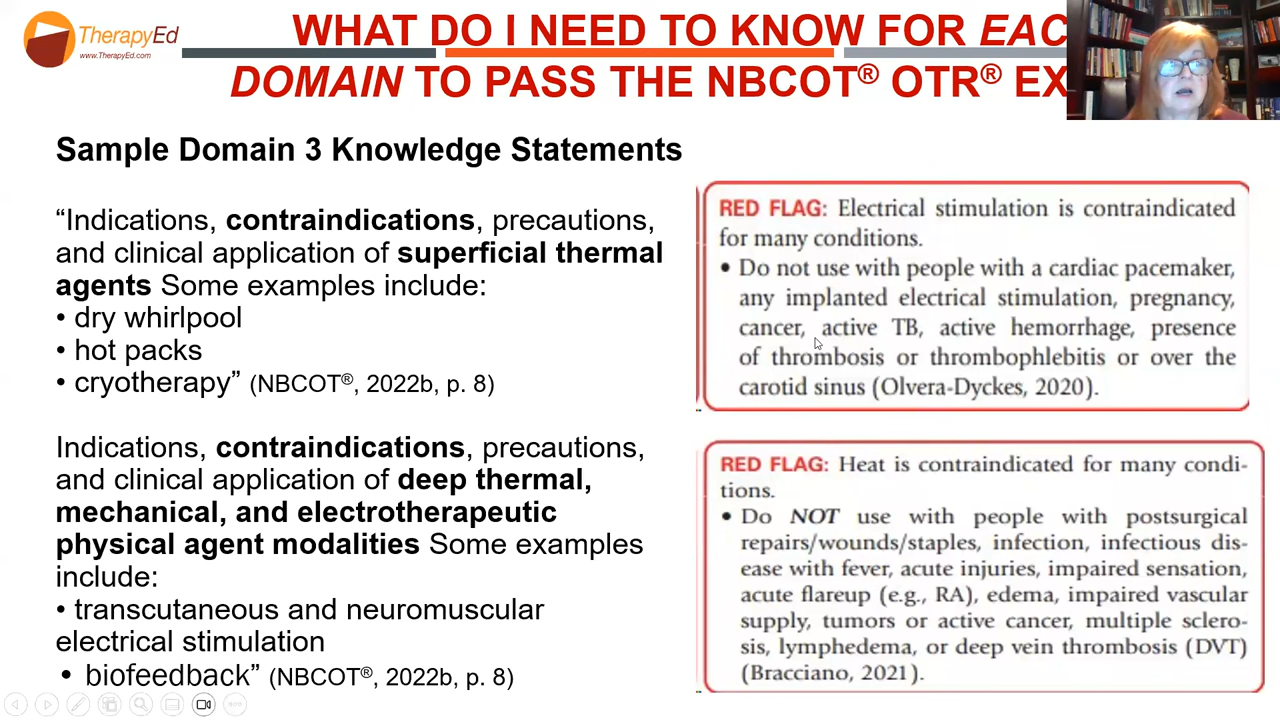 TherapyEd
www.TherapyEd.com
WHAT DO I NEED TO KNOW FOR EAC
DOMAIN TO PASS THE NBCOT® OTR® EX
Sample Domain 3 Knowledge Statements
“Indications, contraindications, precautions,
and clinical application of superficial thermal
agents Some examples include:
• dry whirlpool
• hot packs
• cryotherapy” (NBCOT®, 2022b, p. 8)
Indications, contraindications, precautions,
and clinical application of deep thermal,
mechanical, and electrotherapeutic
physical agent modalities Some examples
include:
• transcutaneous and neuromuscular
electrical stimulation
• biofeedback” (NBCOT®, 2022b, p. 8)
RED FLAG: Electrical stimulation is contraindicated
for many conditions.
• Do not use with people with a cardiac pacemaker,
any implanted electrical stimulation, pregnancy,
cancer, active TB, active hemorrhage, presence
of thrombosis or thrombophlebitis or over the
carotid sinus (Olvera-Dyckes, 2020).
RED FLAG: Heat is contraindicated for many condi-
tions.
• Do NOT use with people with postsurgical
repairs/wounds/staples, infection, infectious dis-
ease with fever, acute injuries, impaired sensation,
acute flareup (e.g., RA), edema, impaired vascular
supply, tumors or active cancer, multiple sclero-
sis, lymphedema, or deep vein thrombosis (DVT)
(Bracciano, 2021).